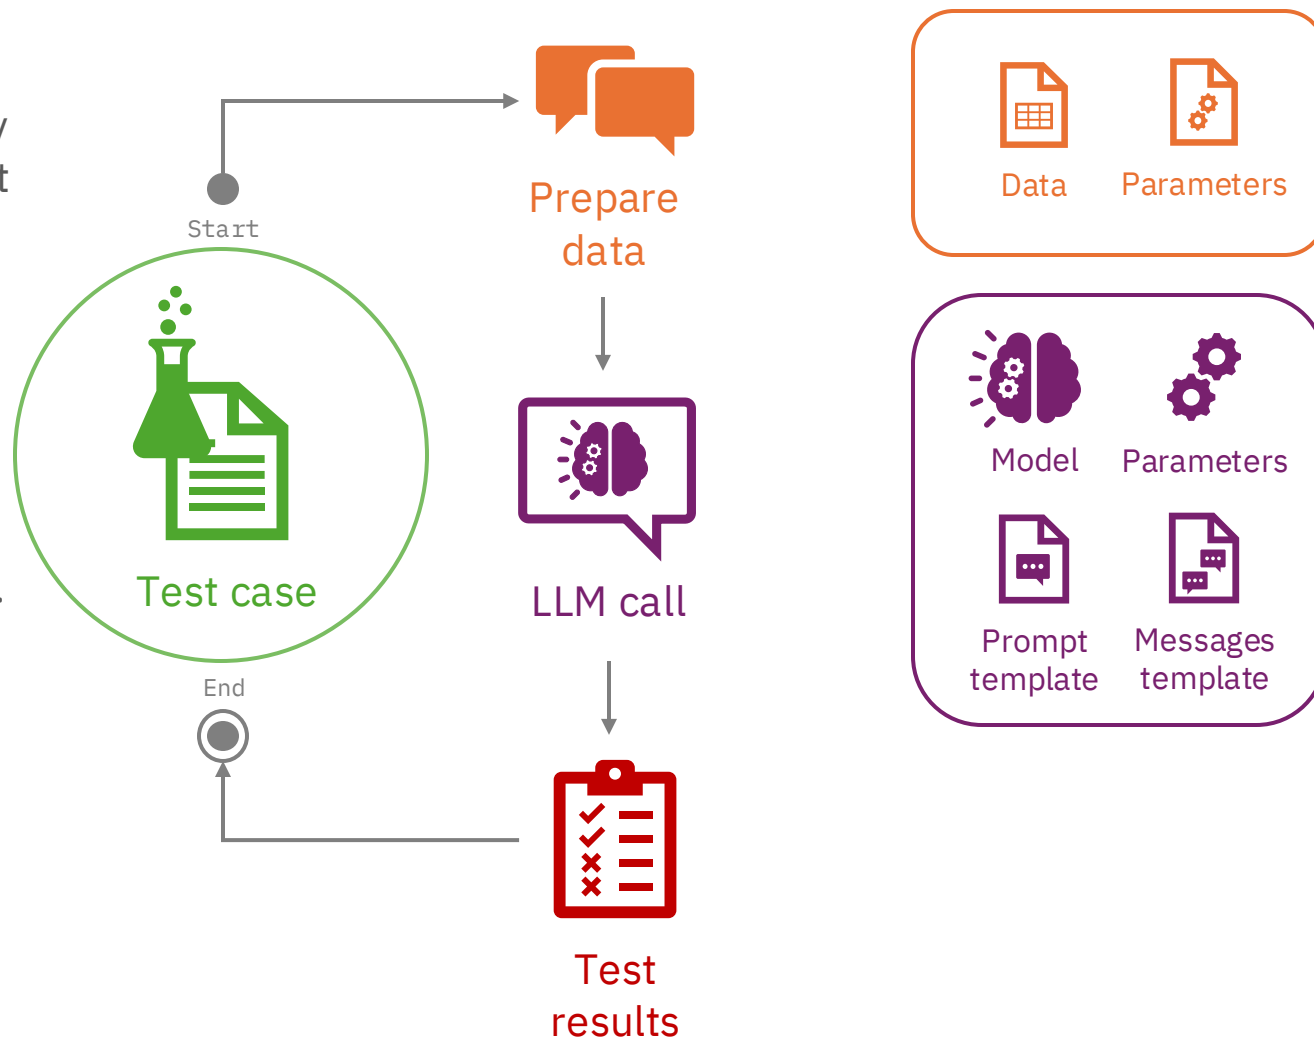 Start
Test case
End
Prepare
data
LLM call
Test
results
Data
Parameters
Model
Parameters
Prompt
template
Messages
template